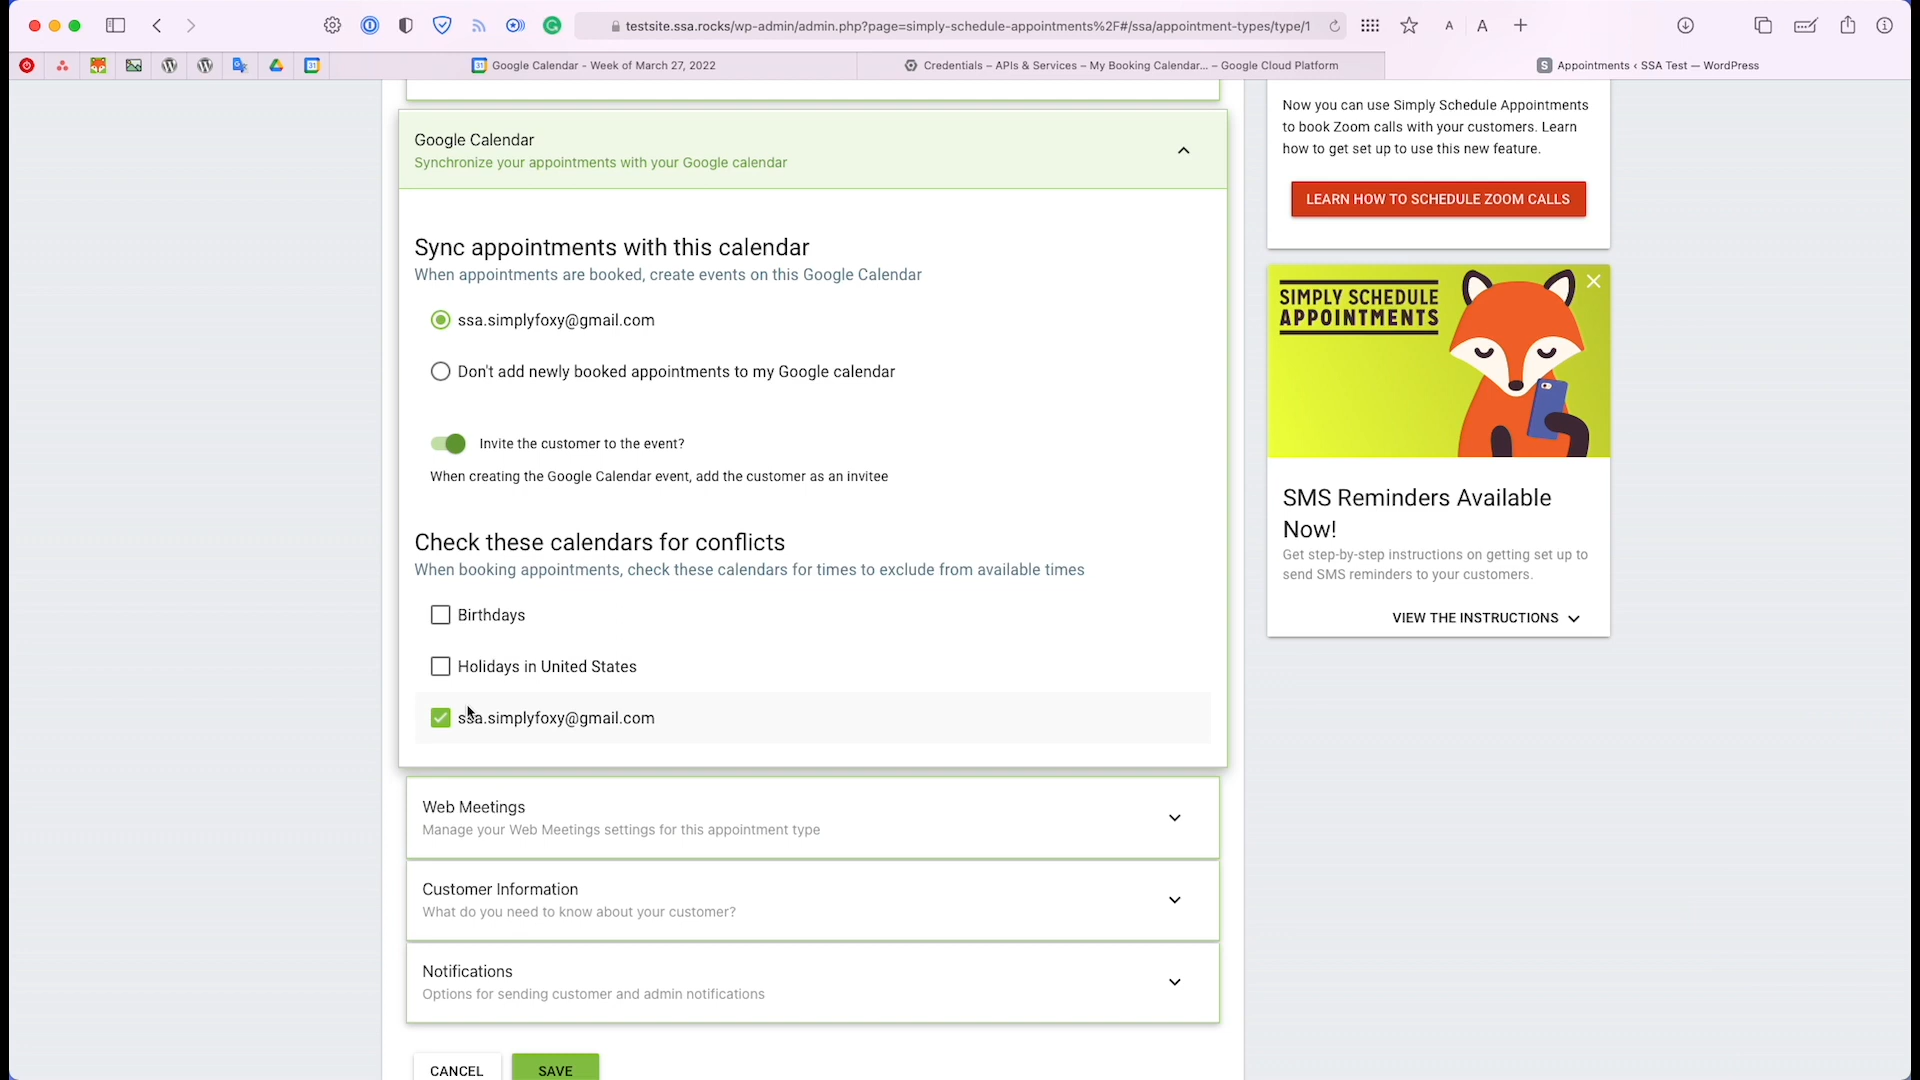 testsite.ssa.rocks/wp-admin/admin.php?page=simply-schedule-appointments%2F#/ssa/appointment-types/type/1
A A
Google Calendar - Week of March 27, 2022
Credentials – APIs & Services – My Booking Calendar... – Google Cloud Platform
S Appointments ‹ SSA Test — WordPress
Google Calendar
Synchronize your appointments with your Google calendar
Sync appointments with this calendar
When appointments are booked, create events on this Google Calendar
ssa.simplyfoxy@gmail.com
Don't add newly booked appointments to my Google calendar
Invite the customer to the event?
When creating the Google Calendar event, add the customer as an invitee
Check these calendars for conflicts
When booking appointments, check these calendars for times to exclude from available times
Birthdays
Holidays in United States
ssa.simplyfoxy@gmail.com
Web Meetings
Manage your Web Meetings settings for this appointment type
Customer Information
What do you need to know about your customer?
Notifications
Options for sending customer and admin notifications
CANCEL
SAVE
Now you can use Simply Schedule Appointments
to book Zoom calls with your customers. Learn
how to get set up to use this new feature.
LEARN HOW TO SCHEDULE ZOOM CALLS
SIMPLY SCHEDULE
APPOINTMENTS
SMS Reminders Available
Now!
Get step-by-step instructions on getting set up to
send SMS reminders to your customers.
VIEW THE INSTRUCTIONS